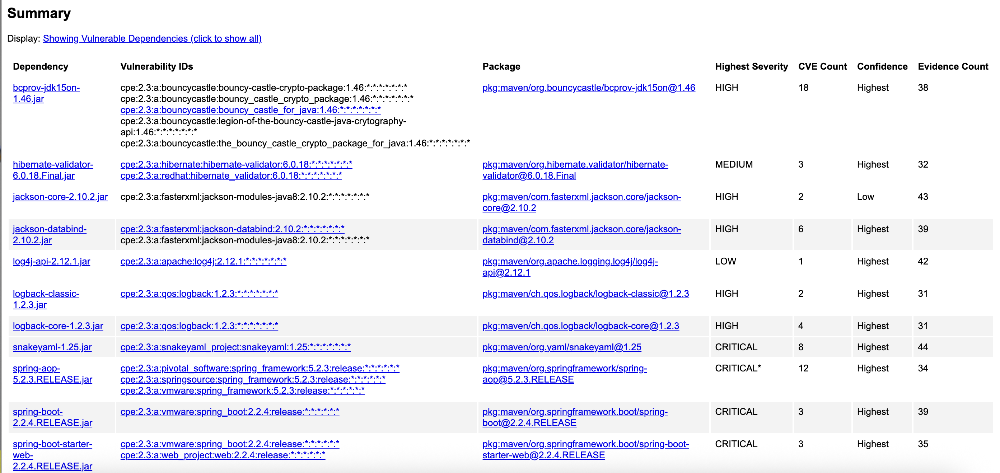 Summary
Display: Showing Vulnerable Dependencies (click to show all)
Dependency Vulnerability IDs Package Highest Severity CVE Count Confidence Evidence Count
bcprov-jdk15on- cpe:2.3:a:bouncycastle:bouncy-castle-crypto-package:1.46:*:*:*:*:*:*:* pkg:maven/org.bouncycastle/bcprov-jdk15on@1.46 HIGH 18 Highest 38
1.46.jar cpe:2.3:a:bouncycastle:bouncy_castle_crypto_package:1.46:*:*:*:*:*:*:*
cpe:2.3:a:bouncycastle:bouncy_castle_for_java:1.46:*:*:*:*:*:*:*
cpe:2.3:a:bouncycastle:legion-of-the-bouncy-castle-java-crytography-
api:1.46:*:*:*:*:*:*:*
cpe:2.3:a:bouncycastle:the_bouncy_castle_crypto_package_for_java:1.46:*:*:*:*:*:*:*
hibernate-validator- cpe:2.3:a:hibernate:hibernate-validator:6.0.18:*:*:*:*:*:*:* pkg:maven/org.hibernate.validator/hibernate- MEDIUM 3 Highest 32
6.0.18.Final.jar cpe:2.3:a:redhat:hibernate_validator:6.0.18:*:*:*:*:*:*:* validator@6.0.18.Final
jackson-core-2.10.2.jar cpe:2.3:a:fasterxml:jackson-modules-java8:2.10.2:*:*:*:*:*:*:* pkg:maven/com.fasterxml.jackson.core/jackson- HIGH 2 Low 43
core@2.10.2
jackson-databind- cpe:2.3:a:fasterxml:jackson-databind:2.10.2:*:*:*:*:*:*:* pkg:maven/com.fasterxml.jackson.core/jackson- HIGH 6 Highest 39
2.10.2.jar cpe:2.3:a:fasterxml:jackson-modules-java8:2.10.2:*:*:*:*:*:*:* databind@2.10.2
log4j-api-2.12.1.jar cpe:2.3:a:apache:log4j:2.12.1:*:*:*:*:*:*:* pkg:maven/org.apache.logging.log4j/log4j- LOW 1 Highest 42
api@2.12.1
logback-classic- cpe:2.3:a:qos:logback:1.2.3:*:*:*:*:*:*:* pkg:maven/ch.qos.logback/logback-classic@1.2.3 HIGH 2 Highest 31
1.2.3.jar
logback-core-1.2.3.jar cpe:2.3:a:qos:logback:1.2.3:*:*:*:*:*:*:* pkg:maven/ch.qos.logback/logback-core@1.2.3 HIGH 4 Highest 31
snakeyaml-1.25.jar cpe:2.3:a:snakeyaml_project:snakeyaml:1.25:*:*:*:*:*:*:* pkg:maven/org.yaml/snakeyaml@1.25 CRITICAL 8 Highest 44
spring-aop- cpe:2.3:a:pivotal_software:spring_framework:5.2.3:release:*:*:*:*:*:* pkg:maven/org.springframework/spring- CRITICAL* 12 Highest 34
5.2.3.RELEASE.jar cpe:2.3:a:springsource:spring_framework:5.2.3:release:*:*:*:*:*:* aop@5.2.3.RELEASE
cpe:2.3:a:vmware:spring_framework:5.2.3:release:*:*:*:*:*:*
spring-boot- cpe:2.3:a:vmware:spring_boot:2.2.4:release:*:*:*:*:*:* pkg:maven/org.springframework.boot/spring- CRITICAL 3 Highest 39
2.2.4.RELEASE.jar boot@2.2.4.RELEASE
spring-boot-starter- cpe:2.3:a:vmware:spring_boot:2.2.4:release:*:*:*:*:*:* pkg:maven/org.springframework.boot/spring-boot- CRITICAL 3 Highest 35
web- cpe:2.3:a:web_project:web:2.2.4:release:*:*:*:*:*:* starter-web@2.2.4.RELEASE
2.2.4.RELEASE.jar